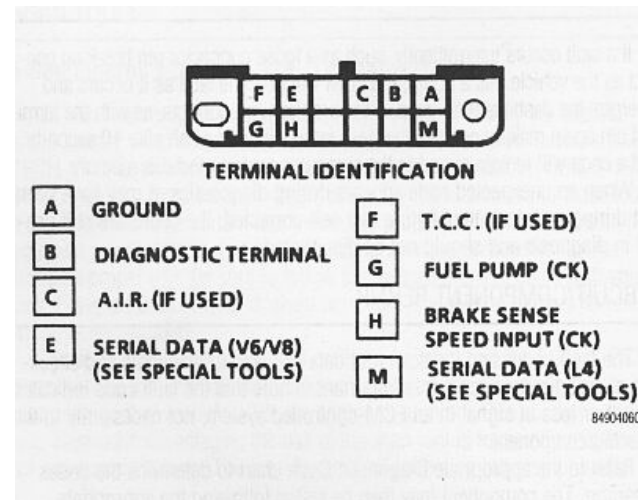 F E B A
G H M
TERMINAL IDENTIFICATION
A GROUND
B DIAGNOSTIC TERMINAL
C A.I.R. (IF USED)
E SERIAL DATA (V6/V8)
(SEE SPECIAL TOOLS)
F T.C.C. (IF USED)
G FUEL PUMP (CK)
H BRAKE SENSE
SPEED INPUT (CK)
SERIAL DATA (L4)
(SEE SPECIAL TOOLS)
84904060